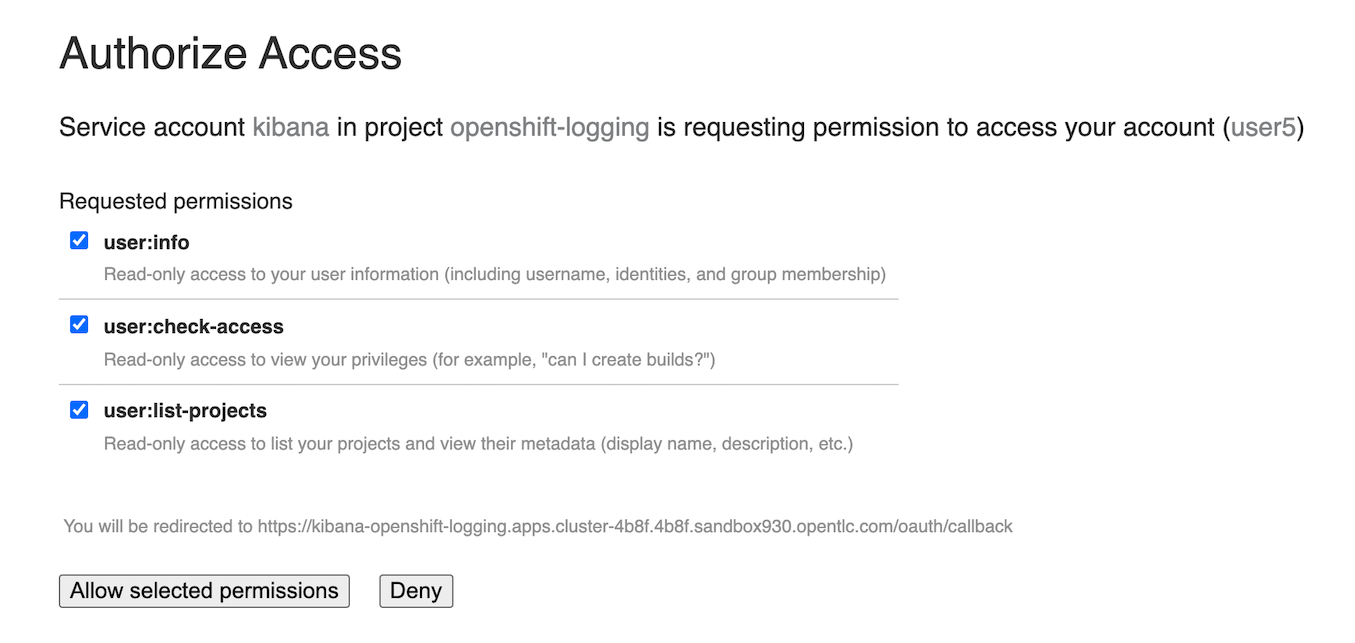 Authorize Access
Service account kibana in project openshift-logging is requesting permission to access your account (user5)
Requested permissions
user:info
Read-only access to your user information (including username, identities, and group membership)
user:check-access
Read-only access to view your privileges (for example, "can I create builds?")
user:list-projects
Read-only access to list your projects and view their metadata (display name, description, etc.)
You will be redirected to https://kibana-openshift-logging.apps.cluster-4b8f.4b8f.sandbox930.opentlc.com/oauth/callback
Allow selected permissions Deny